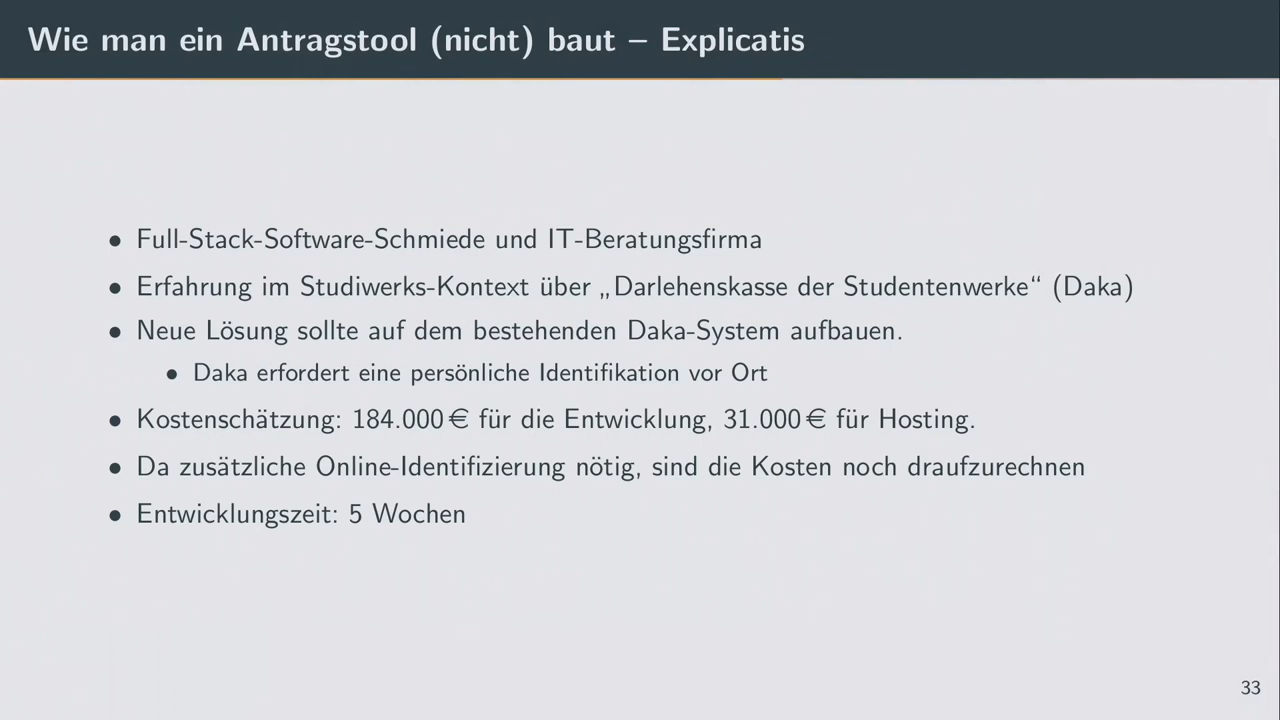 Wie man ein Antragstool (nicht) baut – Explicatis
• Full-Stack-Software-Schmiede und IT-Beratungsfirma
• Erfahrung im Studiwerks-Kontext über „Darlehenskasse der Studentenwerke“ (Daka)
• Neue Lösung sollte auf dem bestehenden Daka-System aufbauen.
• Daka erfordert eine persönliche Identifikation vor Ort
• Kostenschätzung: 184.000 € für die Entwicklung, 31.000 € für Hosting.
• Da zusätzliche Online-Identifizierung nötig, sind die Kosten noch draufzurechnen
• Entwicklungszeit: 5 Wochen
33